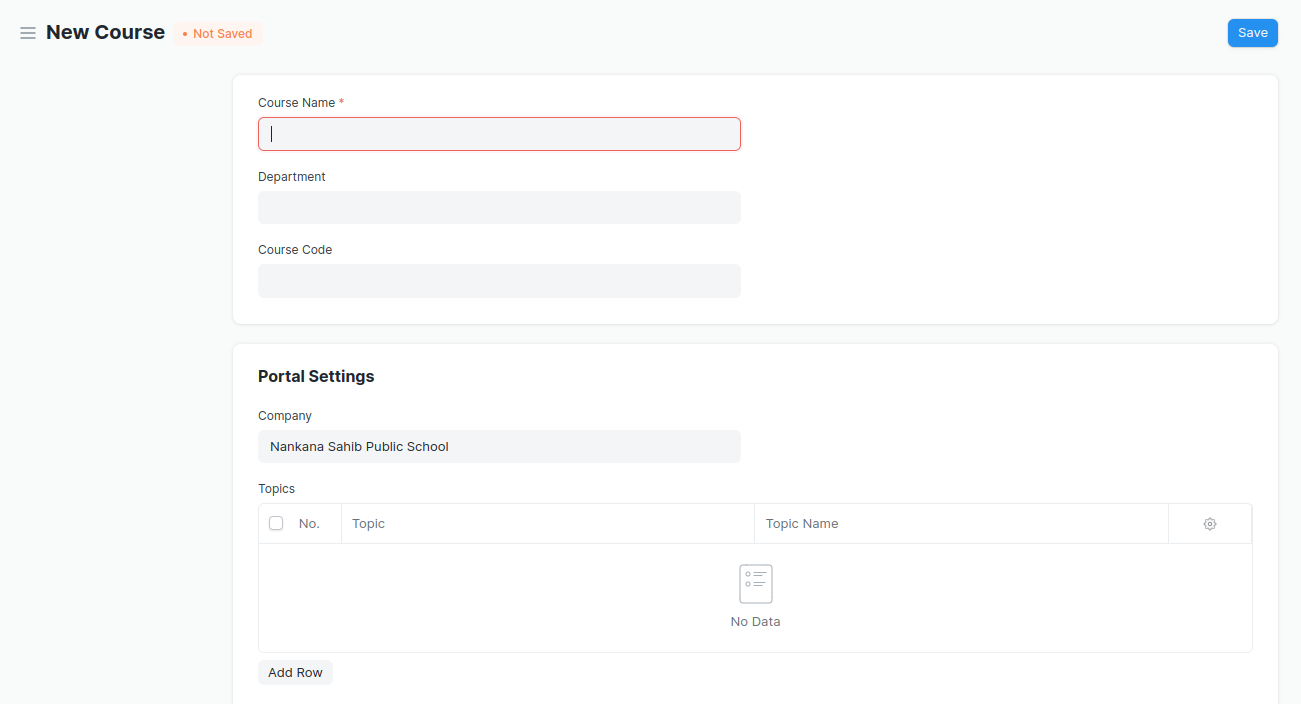 New Course
• Not Saved
Save
Course Name *
Department
Course Code
Portal Settings
Company
Nankana Sahib Public School
Topics
No. Topic Topic Name
No Data
Add Row